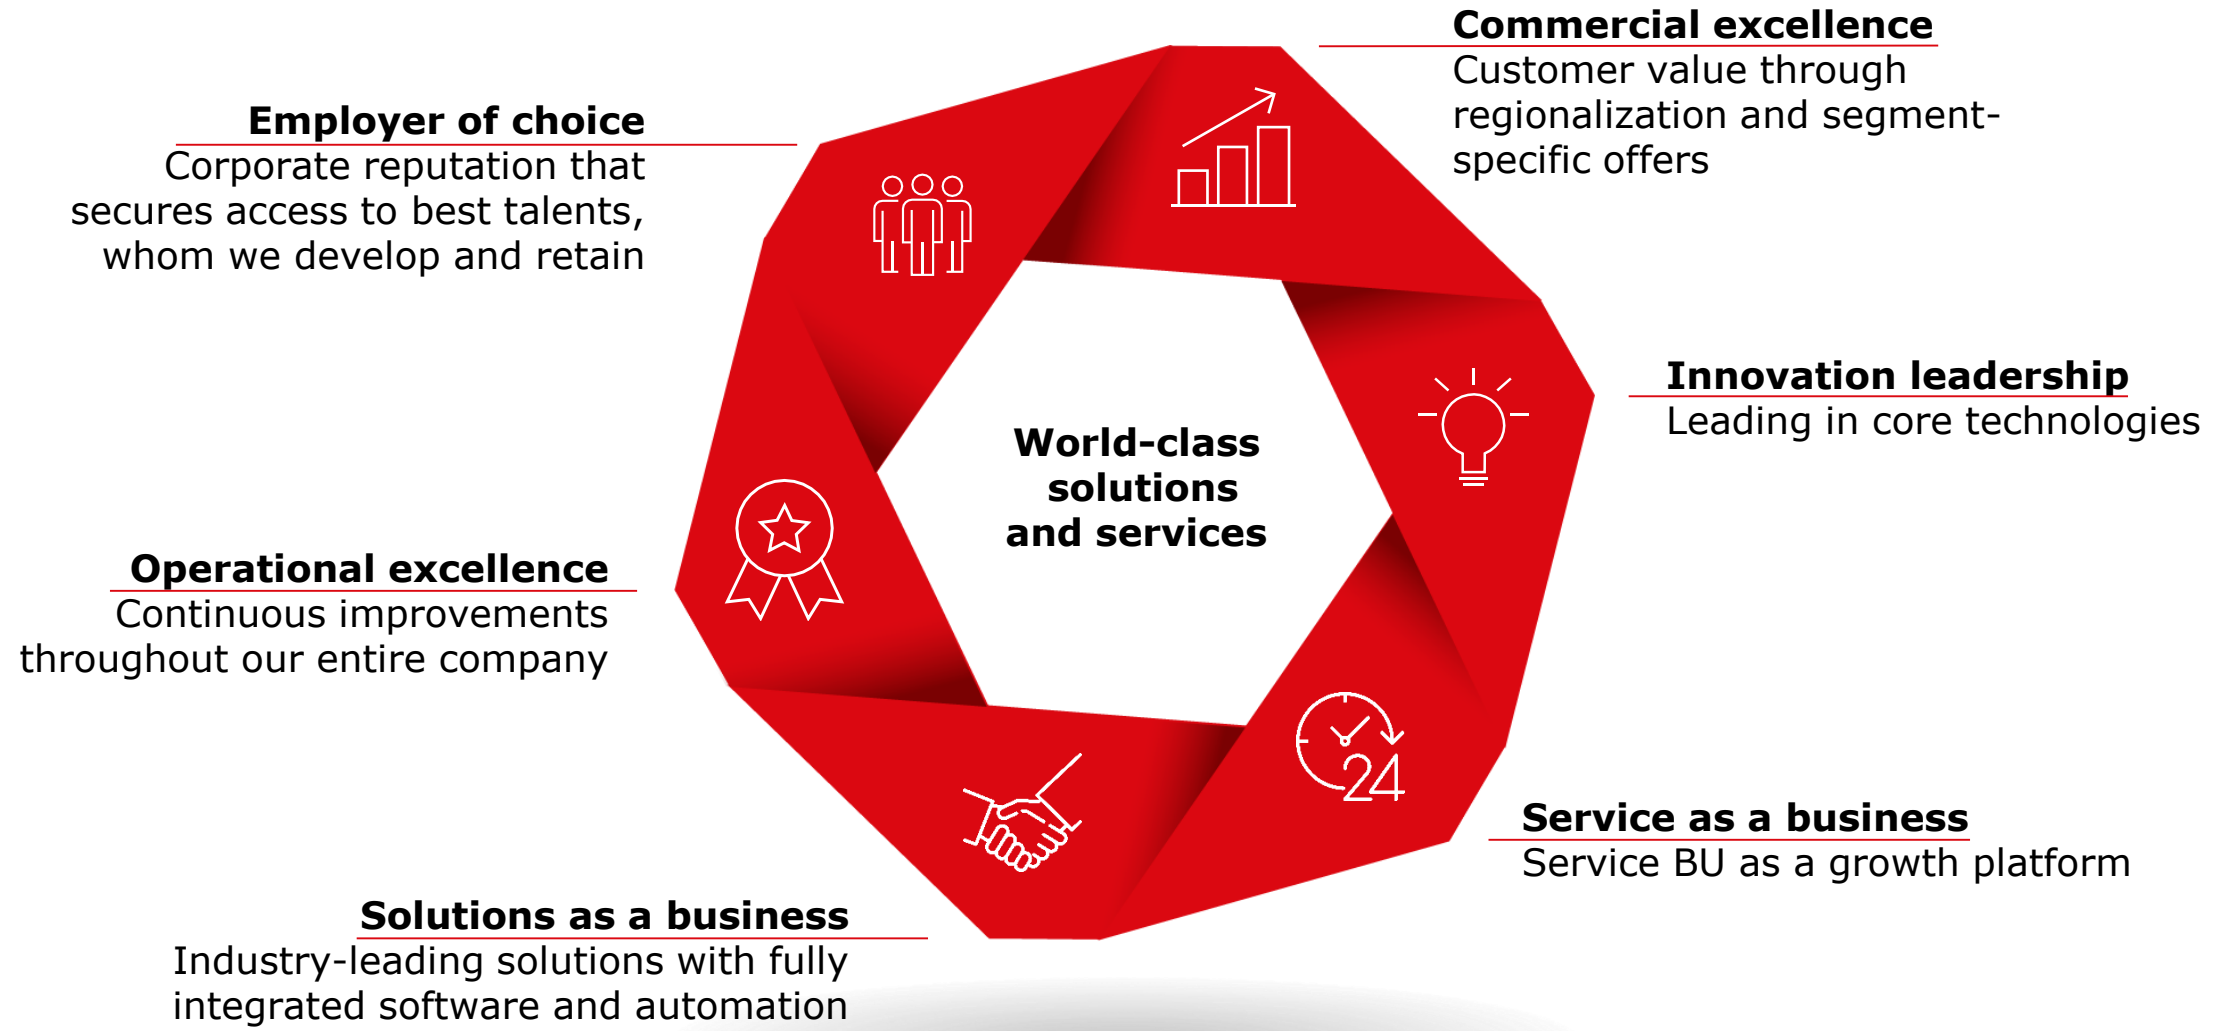 Commercial excellence
Customer value through
regionalization and segment-
specific offers
Employer of choice
Corporate reputation that
secures access to best talents,
whom we develop and retain
Innovation leadership
Leading in core technologies
World-class
solutions
and services
Operational excellence
Continuous improvements
throughout our entire company
24
Service as a business
Service BU as a growth platform
Solutions as a business
Industry-leading solutions with fully
integrated software and automation